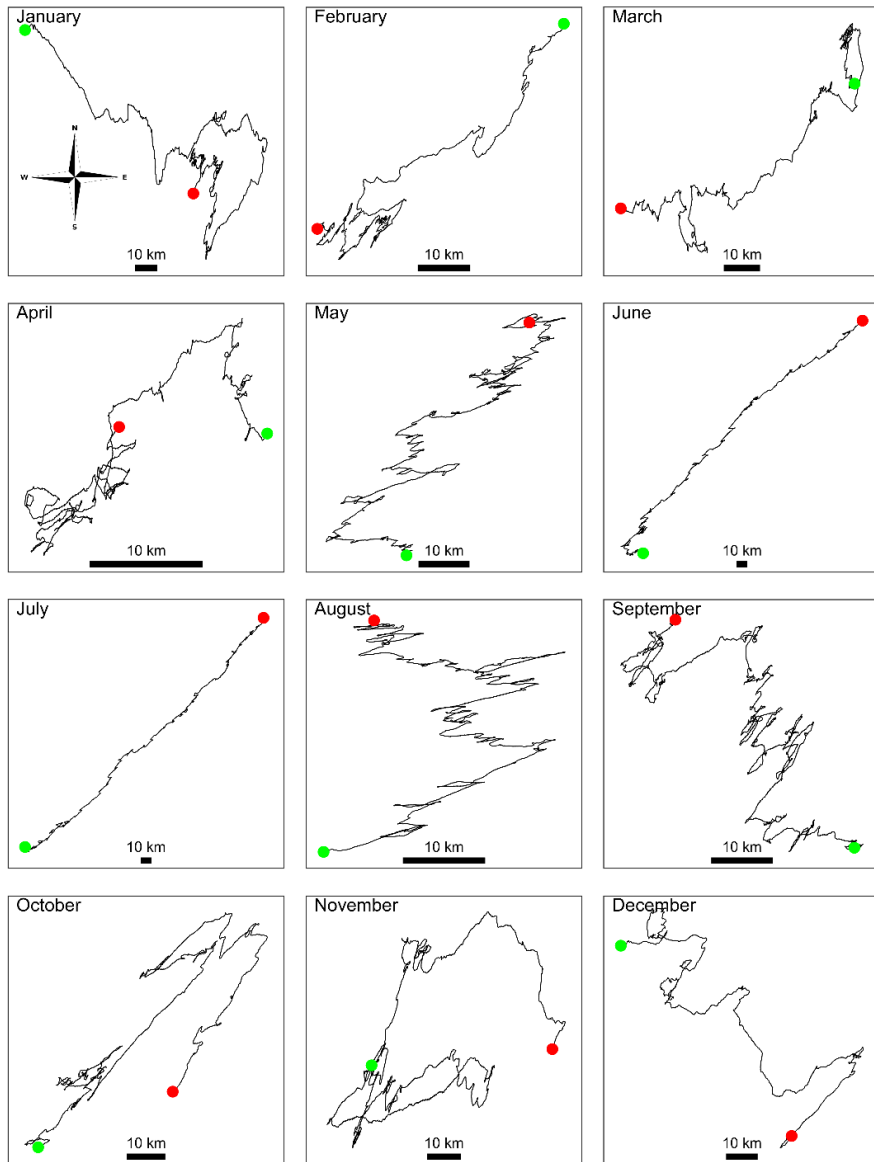 January
February
March
N
W
E
S
10 km
10 km
10 km
April
May
June
10 km
10 km
10 km
July
August
September
10 km
10 km
10 km
October
November
December
10 km
10 km
10 km